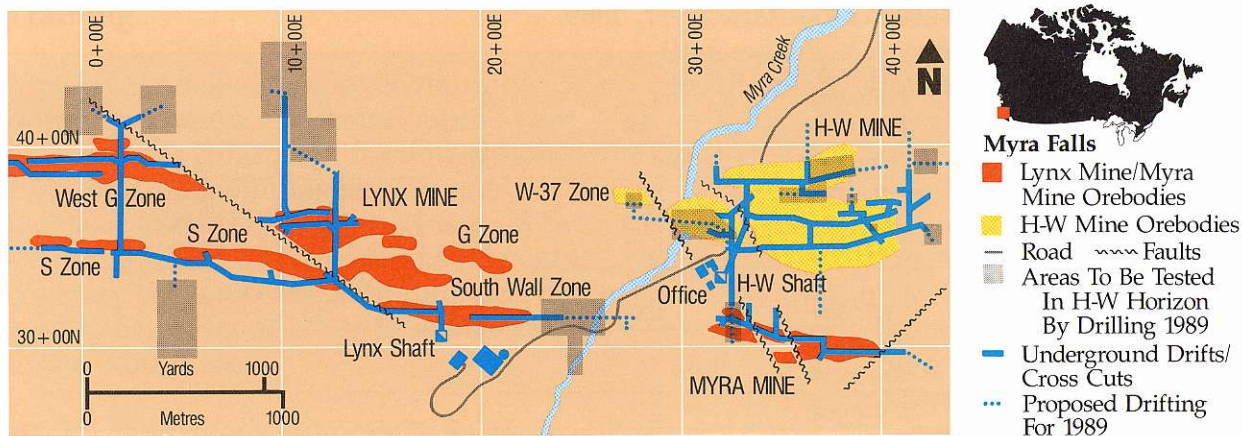 0+00E
10+00E
20+00E
30+00E
40+00E
Myra Creek
N
40+00N
H-W MINE
West G Zone
LYNX MINE
W-37 Zone
S Zone
G Zone
S Zone
South Wall Zone
Office
H-W Shaft
30+00N
Lynx Shaft
MYRA MINE
0 Yards 1000
0 Metres 1000
Myra Falls
Lynx Mine/Myra
Mine Orebodies
H-W Mine Orebodies
Road Faults
Areas To Be Tested
In H-W Horizon
By Drilling 1989
Underground Drifts/
Cross Cuts
Proposed Drifting
For 1989